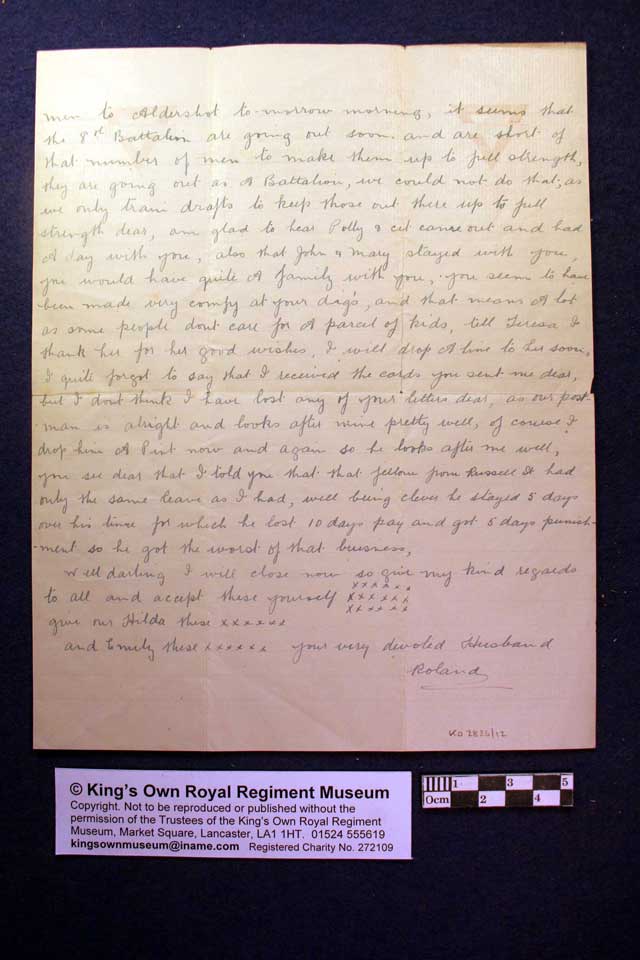 men to Aldershot to-morrow morning, it seems that
the 8th Battalion are going out soon and are short of
that number of men to make them up to full strength,
they are going out as A Battalion, we could not do that, as
we only train drafts to keep those out there up to full
strength dear, am glad to hear Polly & cit came out and had
A day with you, also that John & Mary stayed with you,
you would have quite A family with you, you seem to have
been made very comfy at your digs, and that means A lot
as some people dont care for A parcel of kids, tell Teresa I
thank her for her good wishes, I will drop A line to her soon,
I quite forgot to say that I received the cards you sent me dear,
but I dont think I have lost any of your letters dear, as our post-
-man is alright and looks after mine pretty well, of course I
drop him A Pint now and again so he looks after me well,
you see dear that I told you that that fellow from Russell St had
only the same leave as I had, well being clever he stayed 5 days
over his time for which he lost 10 days pay and got 5 days punish-
-ment so he got the worst of that buisness,
Well darling I will close now so give my kind regards
to all and accept these yourself xxxxxx
xxxxxx
xxxxxx
give our Hilda these xxxxxx
and Emily these xxxxxx your very devoted Husband
Roland
KO 2826/12
© King's Own Royal Regiment Museum
Copyright. Not to be reproduced or published without the
permission of the Trustees of the King's Own Royal Regiment
Museum, Market Square, Lancaster, LA1 1HT. 01524 555619
kingsownmuseum@iname.com Registered Charity No. 272109
0cm 1 2 3 4 5